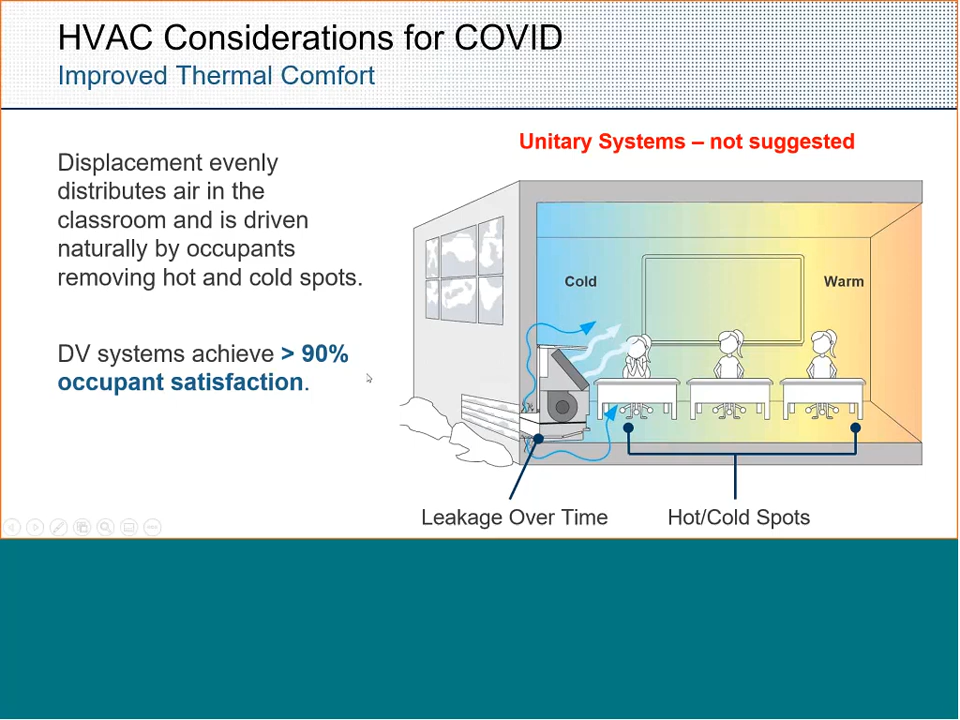 HVAC Considerations for COVID
Improved Thermal Comfort
Displacement evenly
distributes air in the
classroom and is driven
naturally by occupants
removing hot and cold spots.
DV systems achieve > 90%
occupant satisfaction.
Unitary Systems – not suggested
Cold
Warm
Leakage Over Time
Hot/Cold Spots